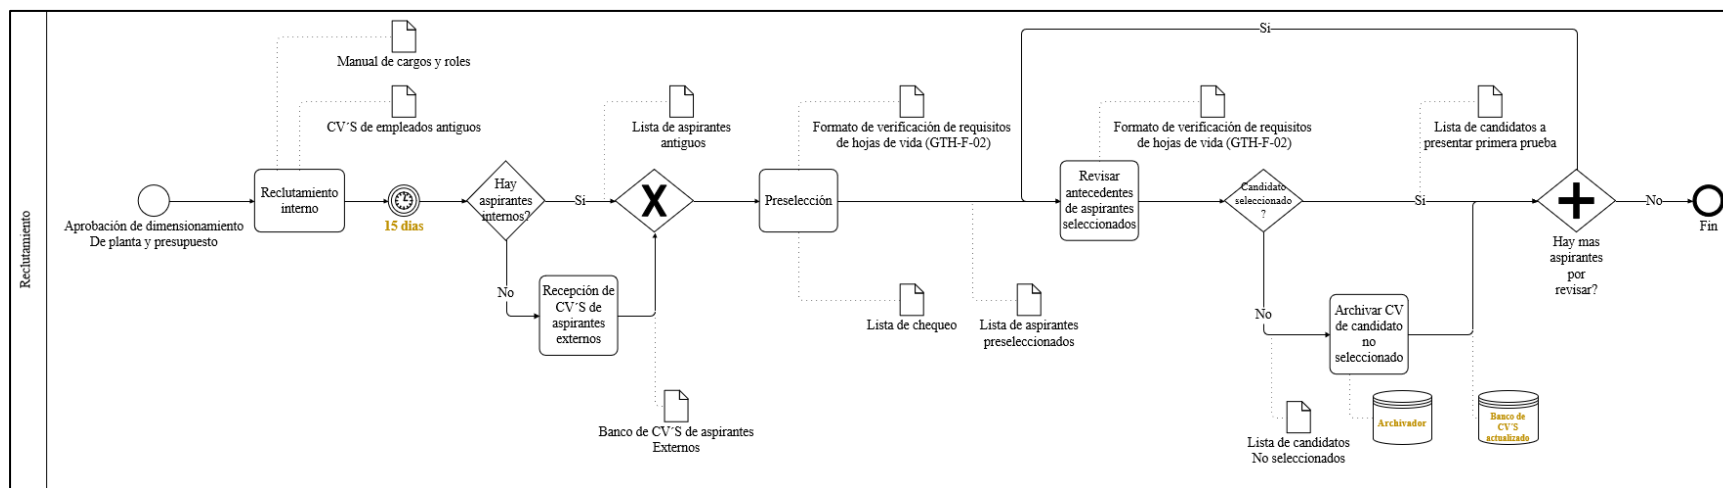 Reclutamiento
Aprobación de dimensionamiento
De planta y presupuesto
Manual de cargos y roles
CV´S de empleados antiguos
Reclutamiento
interno
15 dias
Hay
aspirantes
internos?
Si
No
Lista de aspirantes
antiguos
X
Recepción de
CV´S de
aspirantes
externos
Banco de CV´S de aspirantes
Externos
Formato de verificación de requisitos
de hojas de vida (GTH-F-02)
Preselección
Lista de chequeo
Lista de aspirantes
preseleccionados
Formato de verificación de requisitos
de hojas de vida (GTH-F-02)
Revisar
antecedentes
de aspirantes
seleccionados
Candidato
seleccionado
?
Si
No
Lista de candidatos
No seleccionados
Archivar CV
de candidato
no
seleccionado
Archivador
Banco de
CV´S
actualizado
Lista de candidatos a
presentar primera prueba
Si
Hay mas
aspirantes
por
revisar?
No
Fin